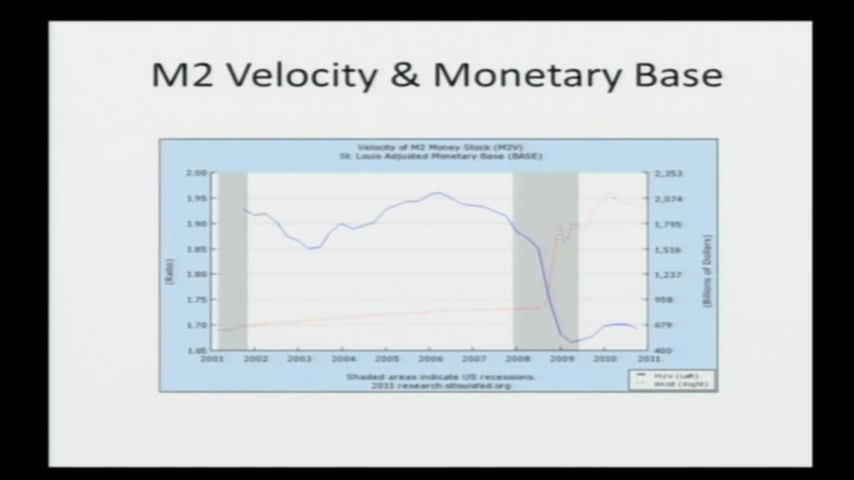 M2 Velocity & Monetary Base
Velocity of M2 Money Stock (M2V)
St. Louis Adjusted Monetary Base (BASE)
2.00
1.95
1.90
1.85
1.80
1.75
1.70
1.65
(Ratio)
2,353
2,074
1,795
1,516
1,237
958
679
400
(Billions of Dollars)
2001 2002 2003 2004 2005 2006 2007 2008 2009 2010 2011
Shaded areas indicate US recessions.
2011 research.stlouisfed.org
M2V (Left)
BASE (Right)